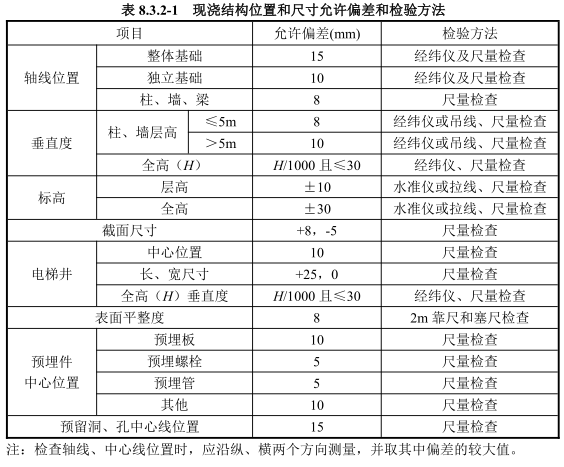 表 8.3.2-1 现浇结构位置和尺寸允许偏差和检验方法
项目 允许偏差(mm) 检验方法
轴线位置 整体基础 15 经纬仪及尺量检查
独立基础 10 经纬仪及尺量检查
柱、墙、梁 8 尺量检查
垂直度 柱、墙层高 ≤5m 8 经纬仪或吊线、尺量检查
>5m 10 经纬仪或吊线、尺量检查
全高（H） H/1000 且≤30 经纬仪、尺量检查
标高 层高 ±10 水准仪或拉线、尺量检查
全高 ±30 水准仪或拉线、尺量检查
截面尺寸 +8，-5 尺量检查
电梯井 中心位置 10 尺量检查
长、宽尺寸 +25，0 尺量检查
全高（H）垂直度 H/1000 且≤30 经纬仪、尺量检查
表面平整度 8 2m 靠尺和塞尺检查
预埋件
中心位置 预埋板 10 尺量检查
预埋螺栓 5 尺量检查
预埋管 5 尺量检查
其他 10 尺量检查
预留洞、孔中心线位置 15 尺量检查
注：检查轴线、中心线位置时，应沿纵、横两个方向测量，并取其中偏差的较大值。